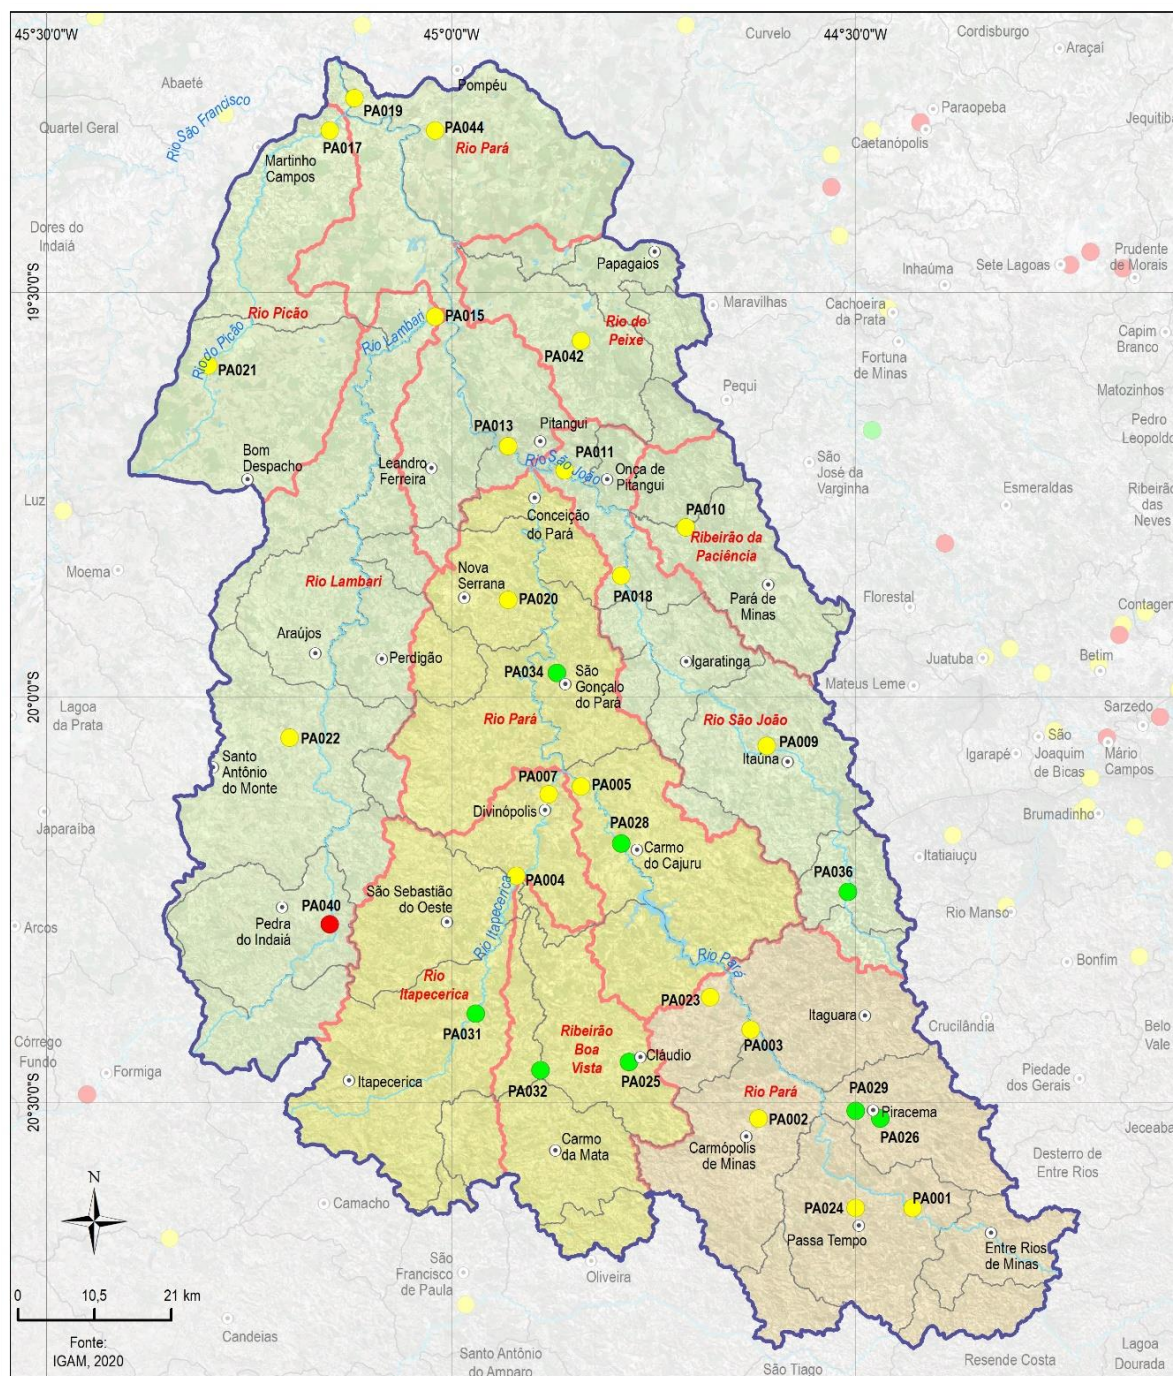 45°30'0"W
45°0'0"W
44°30'0"W
Curvelo
Cordisburgo
Araçaí
Abaeté
Pompéu
Rio São Francisco
Quartel Geral
PA019
PA044
Rio Pará
PA017
Martinho
Campos
Paraopeba
Caetanópolis
Jequitiba
Dores do
Indaiá
Papagaios
Inhaúma
Sete Lagoas
Prudente
de Morais
19°30'0"S
Rio Picão
PA015
Rio Lambari
Rio do
Peixe
PA042
Maravilhas
Cachoeira
da Prata
Fortuna
de Minas
Capim
Branco
Rio do Picão
PA021
Pequi
Matozinhos
Pedro
Leopoldo
PA013
Pitangui
PA011
Rio São João
Onça de
Pitangui
São
José da
Varginha
Bom
Despacho
Leandro
Ferreira
Luz
Conceição
do Pará
PA010
Ribeirão da
Paciência
Esmeraldas
Ribeirão
das
Neves
Moema
Rio Lambari
Nova
Serrana
PA020
PA018
Pará de
Minas
Florestal
Contagem
Araújos
Perdigão
PA034
São
Gonçalo
do Pará
Igaratinga
Juatuba
Betim
Mateus Leme
20°0'0"S
Lagoa
da Prata
Rio Pará
Rio São João
Sarzedo
PA022
PA009
Itaúna
Igarapé
São
Joaquim
de Bicas
Mário
Campos
Santo
Antônio
do Monte
PA007
PA005
Divinópolis
Brumadinho
Japaraíba
PA028
Carmo
do Cajuru
Itatiaiuçu
PA004
PA036
São Sebastião
do Oeste
PA040
Pedra
do Indaiá
Rio Itapecerica
Rio Manso
Arcos
Rio Pará
Bonfim
Rio
Itapecerica
PA023
Itaguara
PA031
Ribeirão
Boa
Vista
PA003
Crucilândia
Belo
Vale
Córrego
Fundo
Formiga
Cláudio
Itapecerica
PA032
PA025
Rio Pará
PA029
Piracema
Piedade
dos Gerais
20°30'0"S
PA002
PA026
Carmópolis
de Minas
Jeceaba
Carmo
da Mata
Desterro de
Entre Rios
N
Camacho
PA024
PA001
Passa Tempo
Entre Rios
de Minas
São
Francisco
de Paula
Oliveira
0 10,5 21 km
Fonte:
IGAM, 2020
Candeias
Santo Antônio
do Amparo
São Tiago
Resende Costa
Lagoa
Dourada